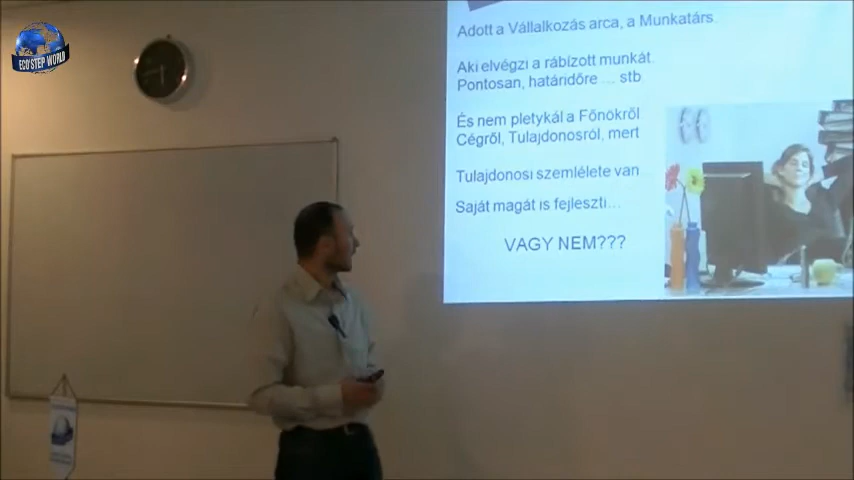 ECO STEP WORLD
Adott a Vállalkozás arca, a Munkatárs.
Aki elvégzi a rábízott munkát.
Pontosan, határidőre … stb
És nem pletykál a Főnökről
Cégről, Tulajdonosról, mert
Tulajdonosi szemlélete van
Saját magát is fejleszti…
VAGY NEM???